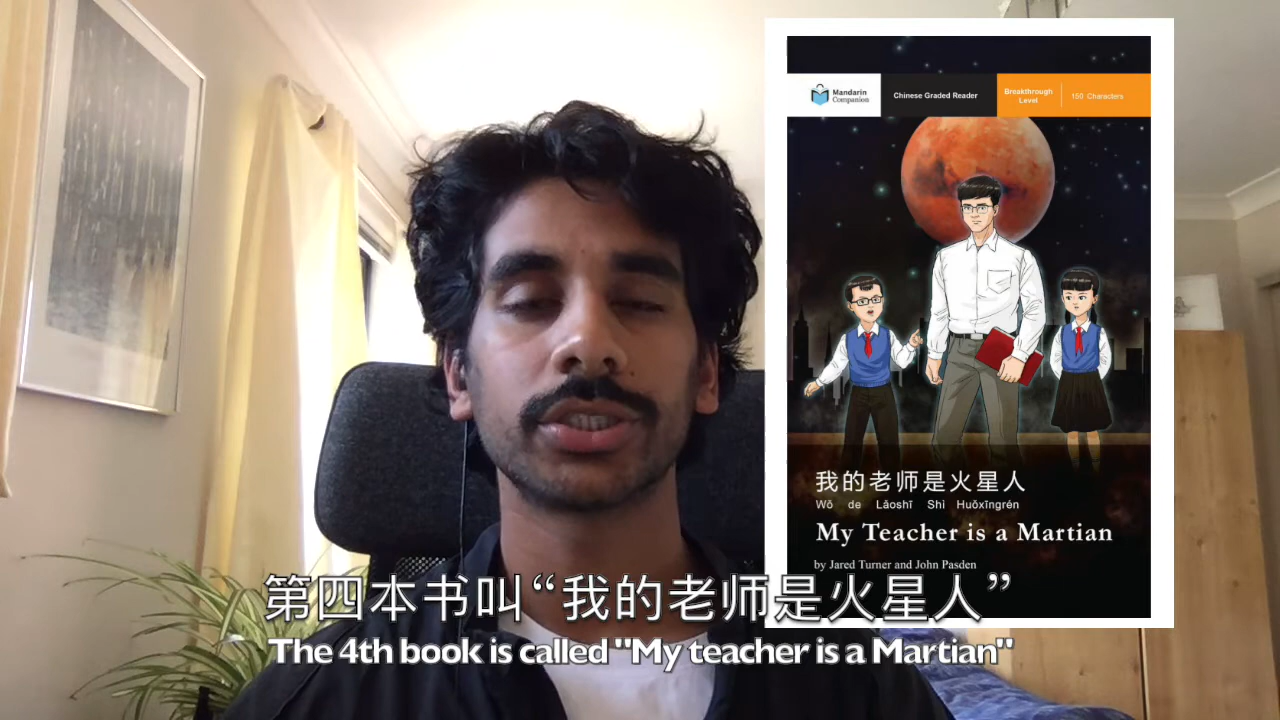 Mandarin
Companion
Chinese Graded Reader
Breakthrough
Level
150 Characters
我的老师是火星人
Wǒ de Lǎoshī Shì Huǒxīngrén
My Teacher is a Martian
by Jared Turner and John Pasden
第四本书叫“我的老师是火星人”
The 4th book is called "My teacher is a Martian"